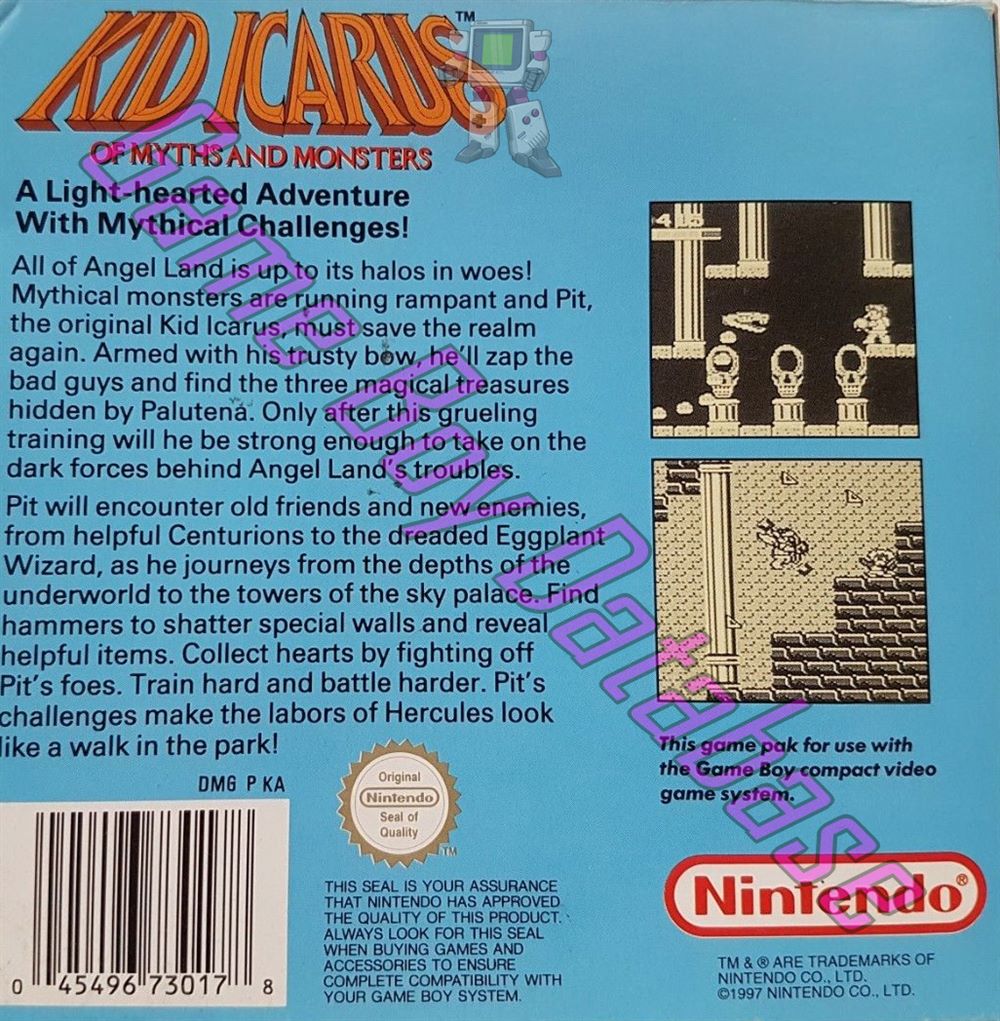 KID ICARUS™
OF MYTHS AND MONSTERS
A Light-hearted Adventure
With Mythical Challenges!
All of Angel Land is up to its halos in woes!
Mythical monsters are running rampant and Pit,
the original Kid Icarus, must save the realm
again. Armed with his trusty bow, he'll zap the
bad guys and find the three magical treasures
hidden by Palutena. Only after this grueling
training will he be strong enough to take on the
dark forces behind Angel Land's troubles.
Pit will encounter old friends and new enemies,
from helpful Centurions to the dreaded Eggplant
Wizard, as he journeys from the depths of the
underworld to the towers of the sky palace. Find
hammers to shatter special walls and reveal
helpful items. Collect hearts by fighting off
Pit's foes. Train hard and battle harder. Pit's
challenges make the labors of Hercules look
like a walk in the park!
DMG P KA
0 45496 73017 8
Original
Nintendo
Seal of
Quality
TM
THIS SEAL IS YOUR ASSURANCE
THAT NINTENDO HAS APPROVED
THE QUALITY OF THIS PRODUCT.
ALWAYS LOOK FOR THIS SEAL
WHEN BUYING GAMES AND
ACCESSORIES TO ENSURE
COMPLETE COMPATIBILITY WITH
YOUR GAME BOY SYSTEM.
This game pak for use with
the Game Boy compact video
game system.
Nintendo®
TM & ® ARE TRADEMARKS OF
NINTENDO CO., LTD.
©1997 NINTENDO CO., LTD.
Game Boy Database